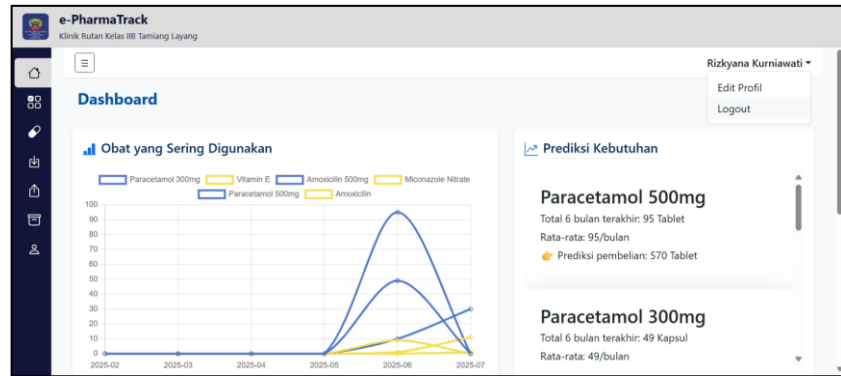 e-PharmaTrack
Klinik Rutan Kelas IIB Tamiang Layang
Rizkyana Kurniawati
Edit Profil
Logout
Dashboard
Obat yang Sering Digunakan
Paracetamol 300mg Vitamin E Amoxicilin 500mg Miconazole Nitrate
Paracetamol 500mg Amoxicilin
100
90
80
70
60
50
40
30
20
10
0
2025-02 2025-03 2025-04 2025-05 2025-06 2025-07
Prediksi Kebutuhan
Paracetamol 500mg
Total 6 bulan terakhir: 95 Tablet
Rata-rata: 95/bulan
👉 Prediksi pembelian: 570 Tablet
Paracetamol 300mg
Total 6 bulan terakhir: 49 Kapsul
Rata-rata: 49/bulan